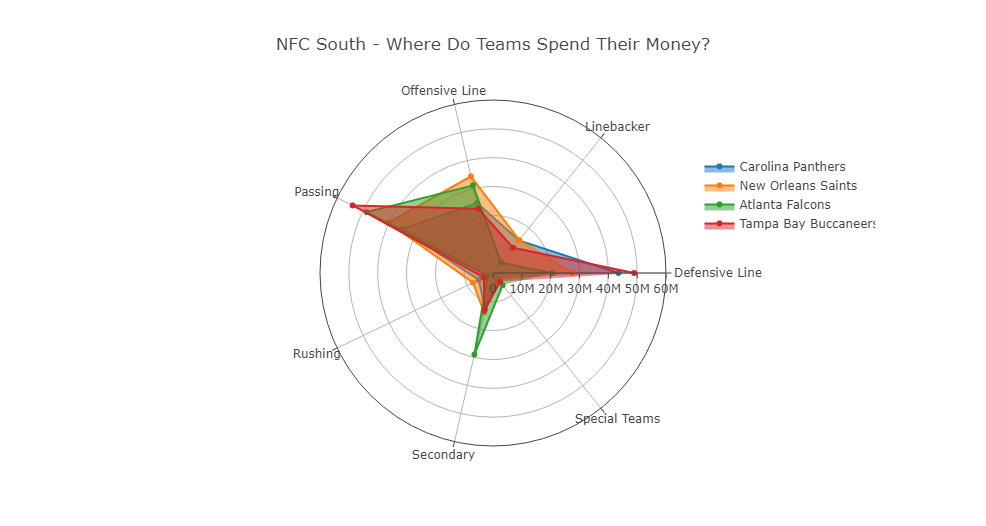 NFC South - Where Do Teams Spend Their Money?
Offensive Line
Linebacker
Carolina Panthers
New Orleans Saints
Atlanta Falcons
Tampa Bay Buccaneers
Passing
Defensive Line
0 10M 20M 30M 40M 50M 60M
Rushing
Special Teams
Secondary